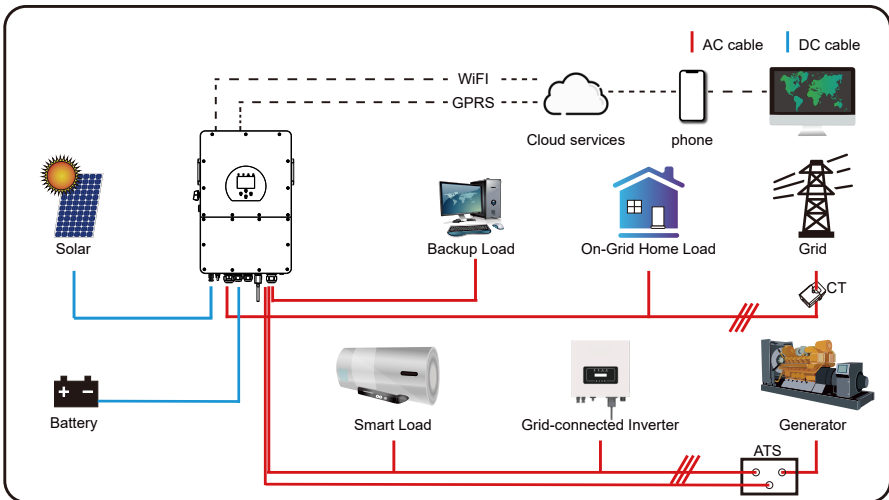 AC cable
DC cable
WiFI
GPRS
Cloud services
phone
Solar
Backup Load
On-Grid Home Load
Grid
CT
Battery
Smart Load
Grid-connected Inverter
Generator
ATS